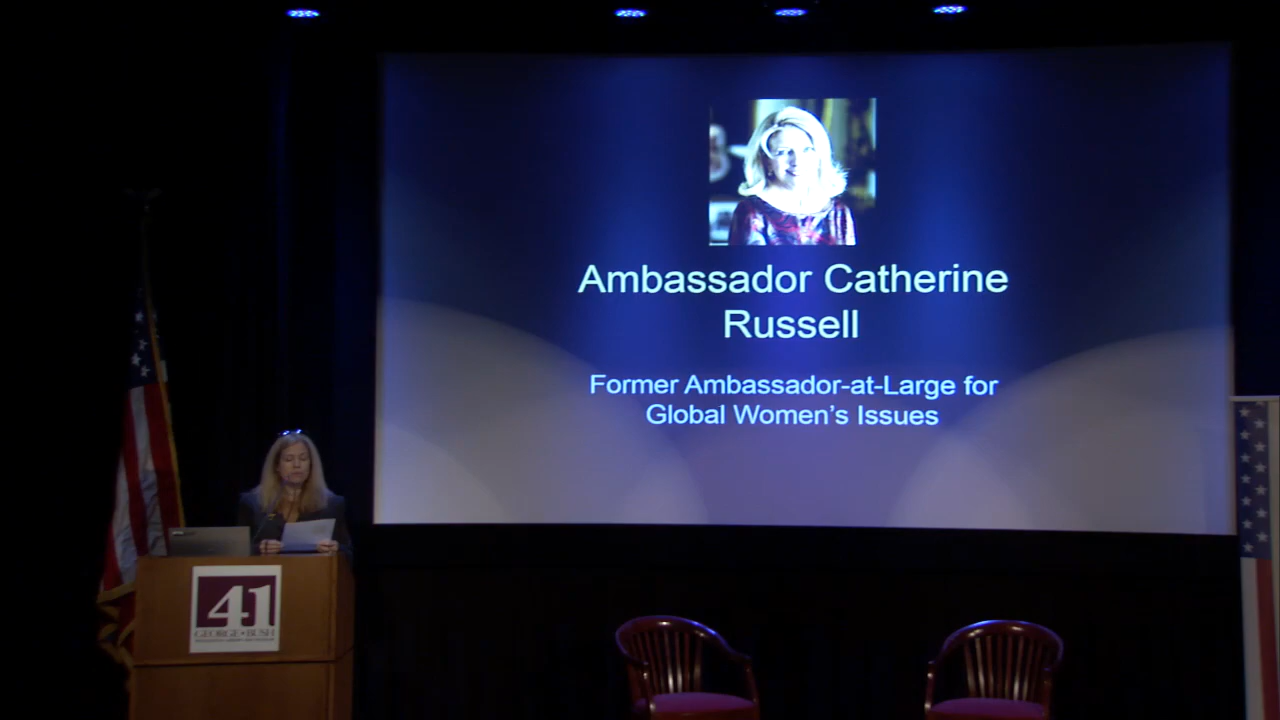 Ambassador Catherine
Russell
Former Ambassador-at-Large for
Global Women's Issues
41
GEORGE BUSH